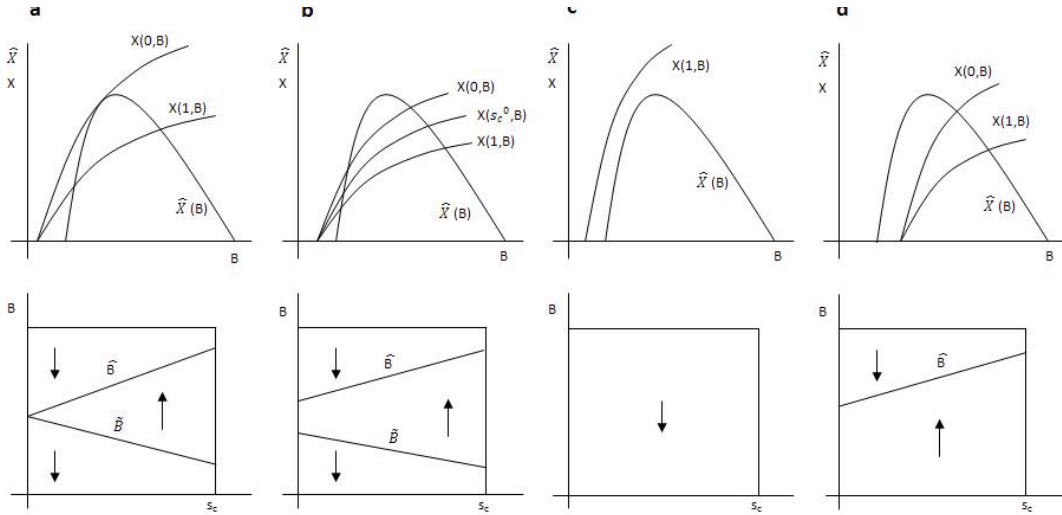 a
X̂
X
X(0,B)
X(1,B)
X̂ (B)
B
b
X(0,B)
X(s_c^0,B)
X(1,B)
X̂ (B)
B
c
X̂
X
X(1,B)
X̂ (B)
B
d
X̂
X
X(0,B)
X(1,B)
X̂ (B)
B
B
B̂
B̃
s_c
B
B̂
B̃
s_c
B
s_c
B
B̂
s_c